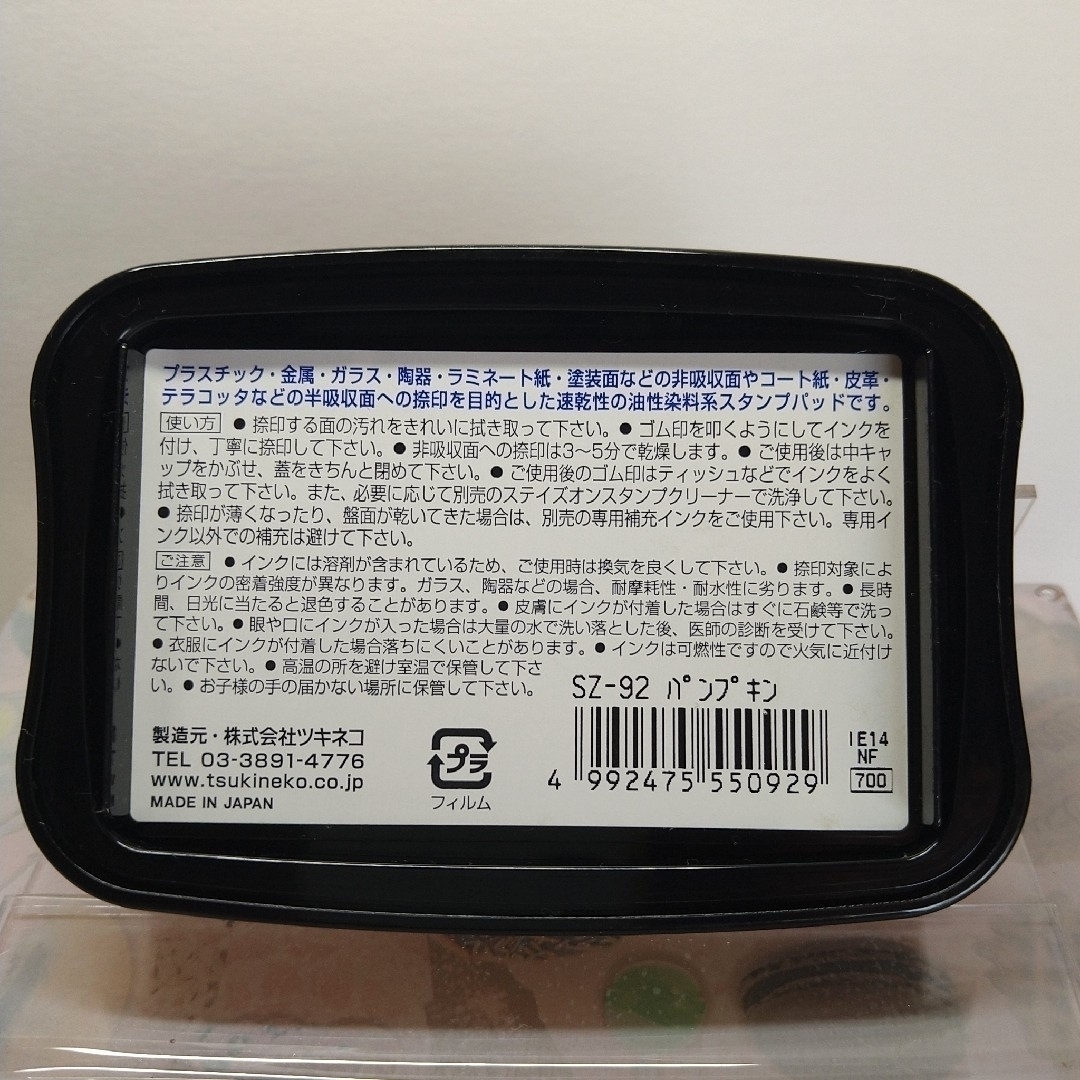 プラスチック・金属・ガラス・陶器・ラミネート紙・塗装面などの非吸収面やコート紙・皮革・
テラコッタなどの半吸収面への捺印を目的とした速乾性の油性染料系スタンプパッドです。
使い方 ●捺印する面の汚れをきれいに拭き取って下さい。●ゴム印を叩くようにしてインクを
付け、丁寧に捺印して下さい。●非吸収面への捺印は3〜5分で乾燥します。●ご使用後は中キャ
ップをかぶせ、蓋をきちんと閉めて下さい。●ご使用後のゴム印はティッシュなどでインクをよく
拭き取って下さい。また、必要に応じて別売のステイズオンスタンプクリーナーで洗浄して下さい。
●捺印が薄くなったり、盤面が乾いてきた場合は、別売の専用補充インクをご使用下さい。専用イ
ンク以外での補充は避けて下さい。
ご注意 ●インクには溶剤が含まれているため、ご使用時は換気を良くして下さい。●捺印対象によ
りインクの密着強度が異なります。ガラス、陶器などの場合、耐摩耗性・耐水性に劣ります。●長時
間、日光に当たると退色することがあります。●皮膚にインクが付着した場合はすぐに石鹸等で洗っ
て下さい。●眼や口にインクが入った場合は大量の水で洗い落とした後、医師の診断を受けて下さい。
●衣服にインクが付着した場合落ちにくいことがあります。●インクは可燃性ですので火気に近付け
ないで下さい。●高温の所を避け室温で保管して下さ
い。●お子様の手の届かない場所に保管して下さい。
SZ-92 パンプキン
製造元・株式会社ツキネコ
TEL 03-3891-4776
www.tsukineko.co.jp
MADE IN JAPAN
プラ
フィルム
4 992475 550929
IE14
NF
700